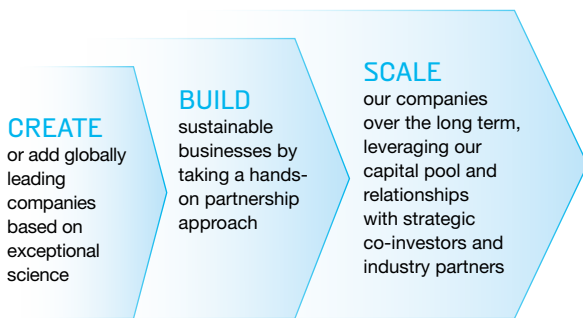 CREATE
or add globally
leading
companies
based on
exceptional
science
BUILD
sustainable
businesses by
taking a hands-
on partnership
approach
SCALE
our companies
over the long term,
leveraging our
capital pool and
relationships
with strategic
co-investors and
industry partners